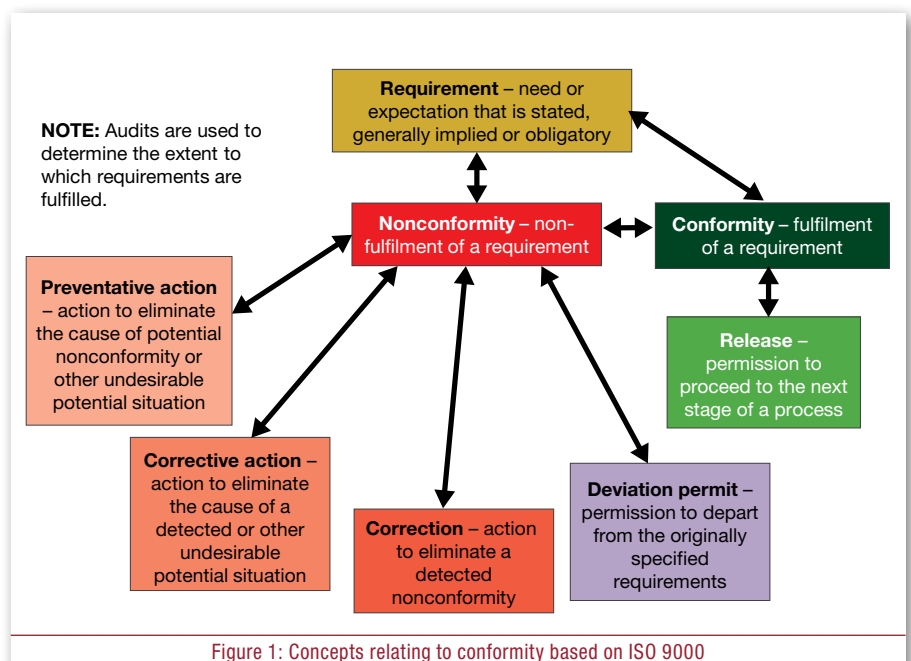 Requirement – need or
expectation that is stated,
generally implied or obligatory
NOTE: Audits are used to
determine the extent to
which requirements are
fulfilled.
Nonconformity – non-
fulfilment of a requirement
Conformity – fulfilment
of a requirement
Preventative action
– action to eliminate
the cause of potential
nonconformity or
other undesirable
potential situation
Release –
permission to
proceed to the next
stage of a process
Corrective action –
action to eliminate
the cause of a
detected or other
undesirable
potential situation
Correction – action
to eliminate a
detected
nonconformity
Deviation permit –
permission to depart
from the originally
specified
requirements
Figure 1: Concepts relating to conformity based on ISO 9000